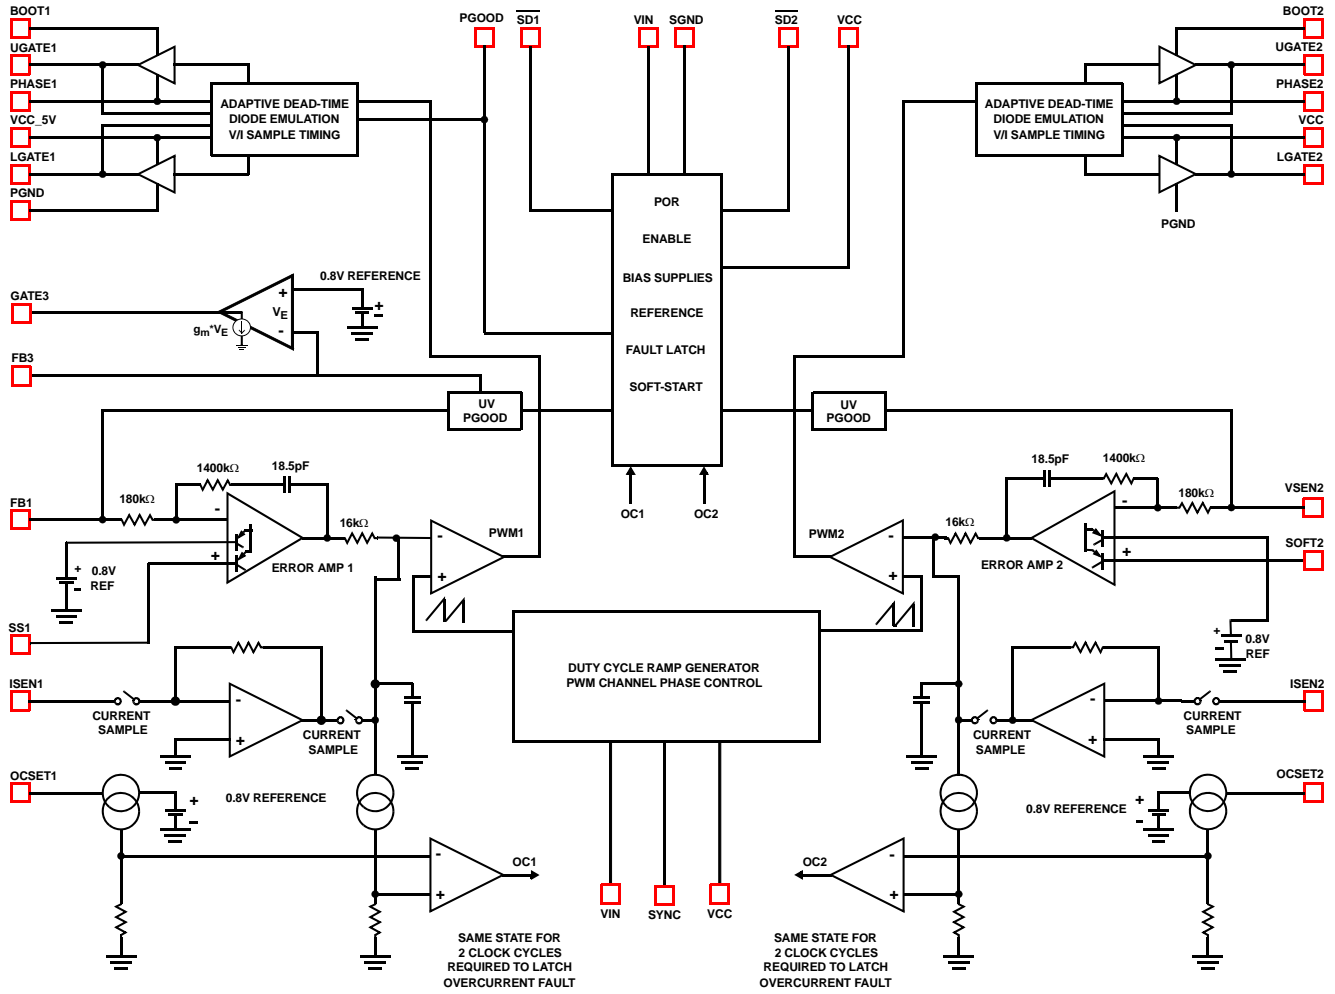 BOOT1
UGATE1
PHASE1
VCC_5V
LGATE1
PGND
ADAPTIVE DEAD-TIME
DIODE EMULATION
V/I SAMPLE TIMING
PGOOD
SD1
VIN
SGND
SD2
VCC
BOOT2
UGATE2
PHASE2
VCC
LGATE2
ADAPTIVE DEAD-TIME
DIODE EMULATION
V/I SAMPLE TIMING
PGND
POR
ENABLE
BIAS SUPPLIES
REFERENCE
FAULT LATCH
SOFT-START
OC1
OC2
GATE3
FB3
0.8V REFERENCE
+
-
+
VE
gm*VE
-
UV
PGOOD
UV
PGOOD
FB1
180kΩ
1400kΩ
18.5pF
-
+
16kΩ
ERROR AMP 1
+
-
0.8V
REF
SS1
-
+
PWM1
PWM2
-
+
16kΩ
18.5pF
1400kΩ
180kΩ
-
+
ERROR AMP 2
VSEN2
SOFT2
+
-
0.8V
REF
DUTY CYCLE RAMP GENERATOR
PWM CHANNEL PHASE CONTROL
VIN
SYNC
VCC
ISEN1
CURRENT
SAMPLE
-
+
CURRENT
SAMPLE
ISEN2
CURRENT
SAMPLE
-
+
CURRENT
SAMPLE
OCSET1
+
-
0.8V REFERENCE
-
+
OC1
SAME STATE FOR
2 CLOCK CYCLES
REQUIRED TO LATCH
OVERCURRENT FAULT
OCSET2
0.8V REFERENCE
+
-
OC2
-
+
SAME STATE FOR
2 CLOCK CYCLES
REQUIRED TO LATCH
OVERCURRENT FAULT